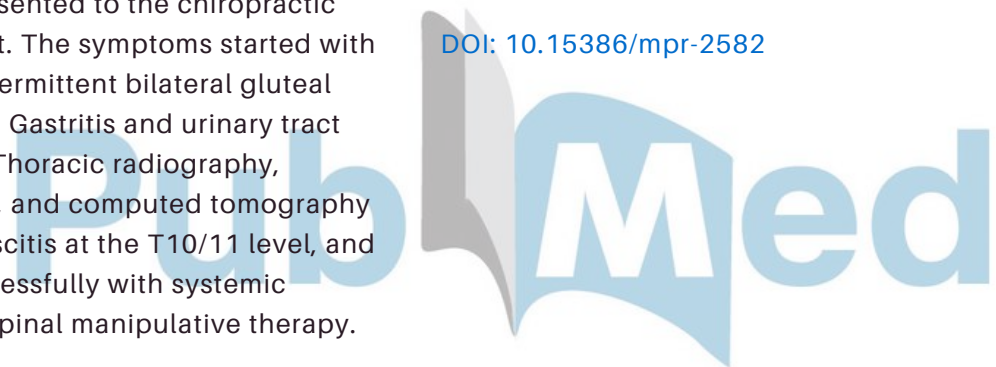 sented to the chiropractic
t. The symptoms started with
ermittent bilateral gluteal
Gastritis and urinary tract
Thoracic radiography,
and computed tomography
scitis at the T10/11 level, and
essfully with systemic
pinal manipulative therapy.
DOI: 10.15386/mpr-2582
PubMed